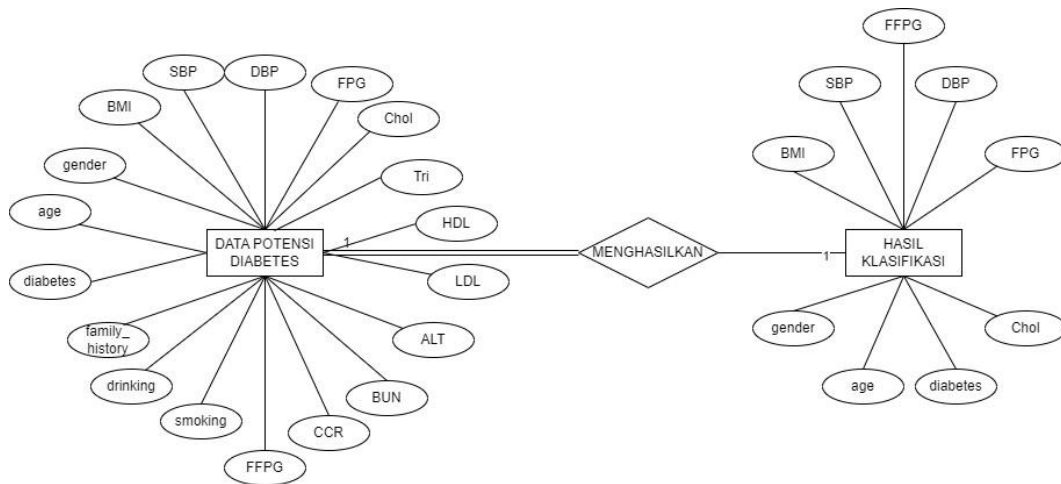 FFPG
SBP
DBP
FPG
BMI
Chol
SBP
DBP
gender
BMI
FPG
Tri
age
HDL
DATA POTENSI
DIABETES
1
MENGHASILKAN
1
HASIL
KLASIFIKASI
diabetes
LDL
family_
history
ALT
gender
Chol
drinking
BUN
age
diabetes
smoking
CCR
FFPG